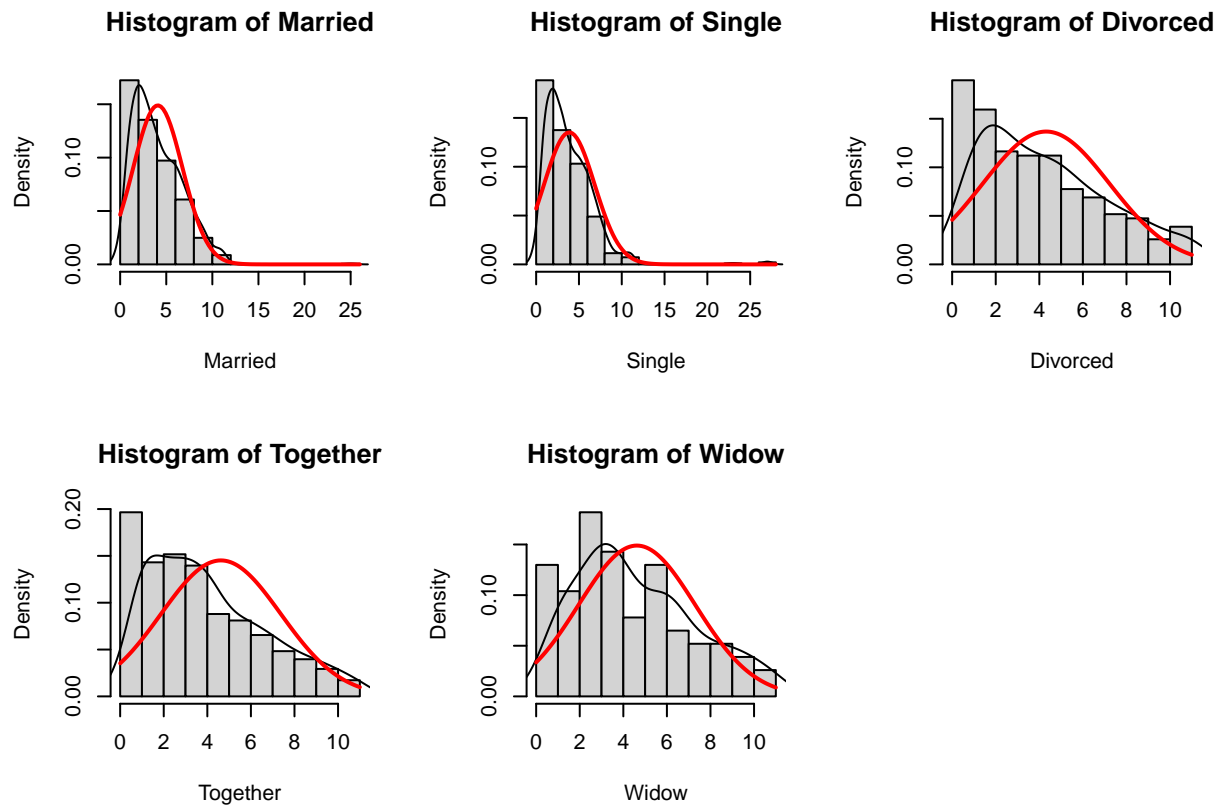 Histogram of Married
Density
0.00 0.10
0 5 10 15 20 25
Married
Histogram of Single
Density
0.00 0.10
0 5 10 15 20 25
Single
Histogram of Divorced
Density
0.00 0.10
0 2 4 6 8 10
Divorced
Histogram of Together
Density
0.00 0.10 0.20
0 2 4 6 8 10
Together
Histogram of Widow
Density
0.00 0.10
0 2 4 6 8 10
Widow